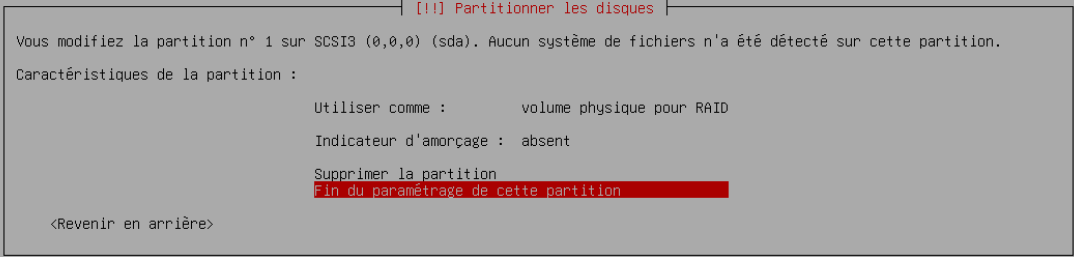 [!!] Partitionner les disques
Vous modifiez la partition n° 1 sur SCSI3 (0,0,0) (sda). Aucun système de fichiers n'a été détecté sur cette partition.
Caractéristiques de la partition :
Utiliser comme : volume physique pour RAID
Indicateur d'amorçage : absent
Supprimer la partition
Fin du paramétrage de cette partition
<Revenir en arrière>